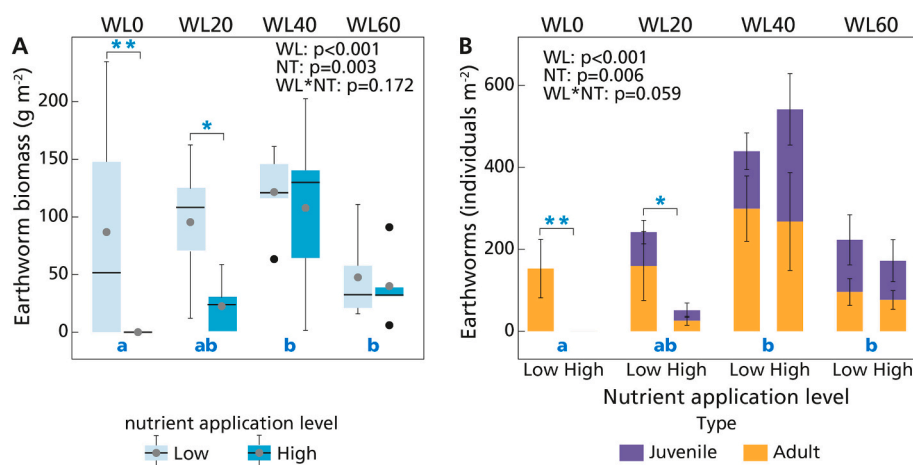 A
WL0 WL20 WL40 WL60
**
WL: p<0.001
NT: p=0.003
WL*NT: p=0.172
*
Earthworm biomass (g m-2)
200
150
100
50
0
a ab b b
nutrient application level
Low High
B
WL0 WL20 WL40 WL60
WL: p<0.001
NT: p=0.006
WL*NT: p=0.059
**
*
Earthworms (individuals m-2)
600
400
200
0
a ab b b
Low High Low High Low High Low High
Nutrient application level
Type
Juvenile Adult